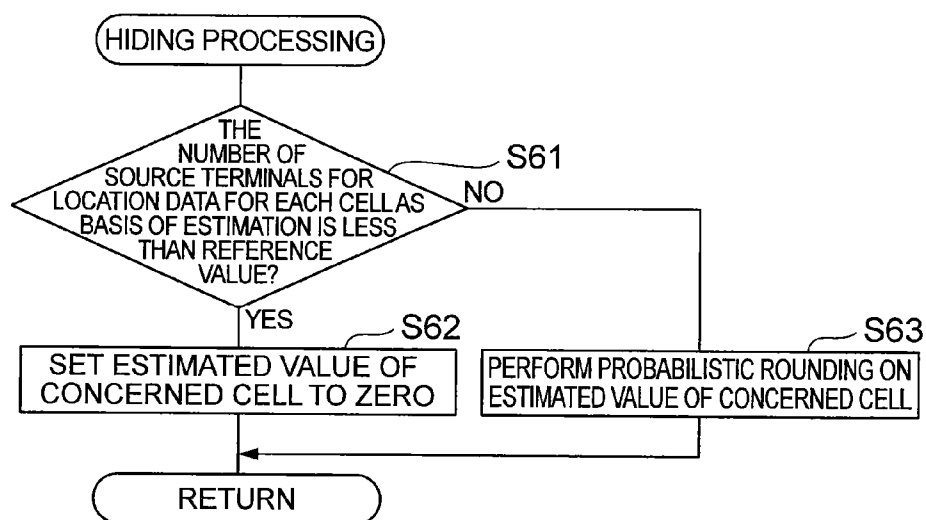 HIDING PROCESSING
THE
NUMBER OF
SOURCE TERMINALS FOR
LOCATION DATA FOR EACH CELL AS
BASIS OF ESTIMATION IS LESS
THAN REFERENCE
VALUE?
S61
NO
YES
S62
SET ESTIMATED VALUE OF
CONCERNED CELL TO ZERO
S63
PERFORM PROBABILISTIC ROUNDING ON
ESTIMATED VALUE OF CONCERNED CELL
RETURN